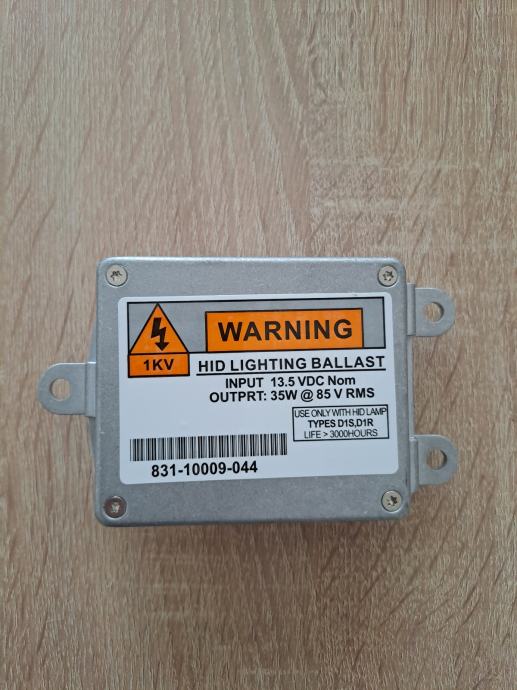 WARNING
1KV
HID LIGHTING BALLAST
INPUT 13.5 VDC Nom
OUTPRT: 35W @ 85 V RMS
USE ONLY WITH HID LAMP
TYPES D1S,D1R
LIFE > 3000HOURS
831-10009-044